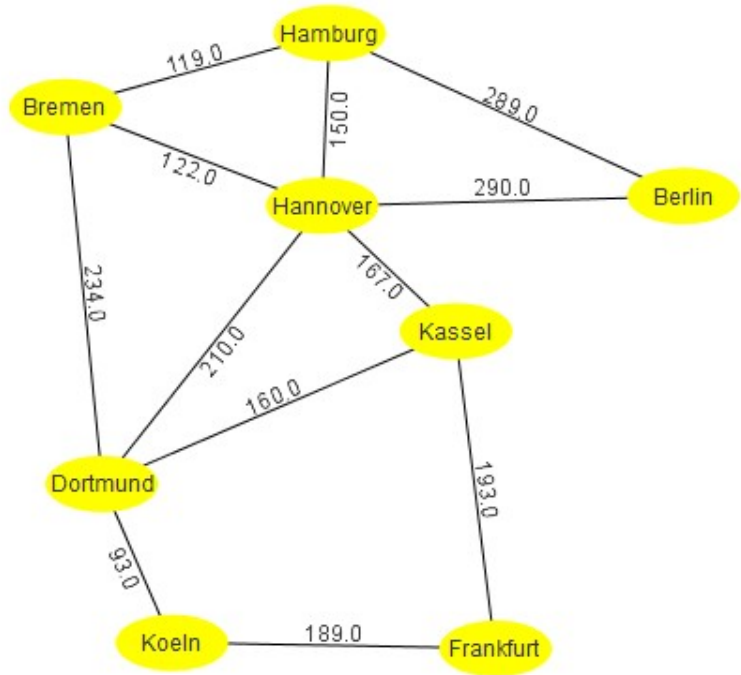 Hamburg
119.0
Bremen
289.0
150.0
122.0
290.0
Berlin
Hannover
167.0
234.0
Kassel
210.0
160.0
Dortmund
193.0
93.0
Koeln
189.0
Frankfurt